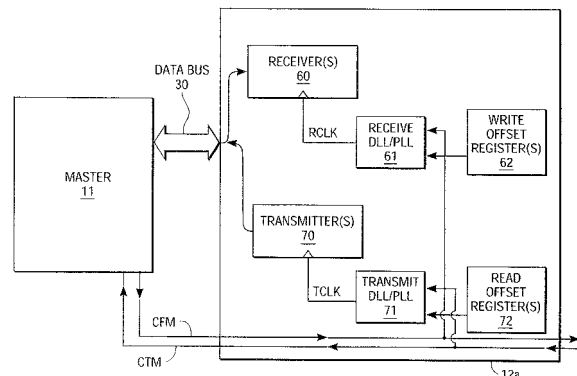 DATA BUS
30
RECEIVER(S)
60
RCLK
RECEIVE
DLL/PLL
61
WRITE
OFFSET
REGISTER(S)
62
MASTER
11
TRANSMITTER(S)
70
TCLK
TRANSMIT
DLL/PLL
71
READ
OFFSET
REGISTER(S)
72
CFM
CTM
12a